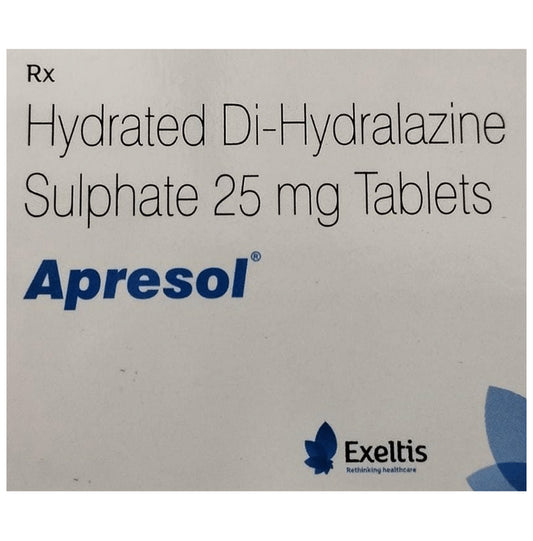 Rx
Hydrated Di-Hydralazine
Sulphate 25 mg Tablets
Apresol®
Exeltis
Rethinking healthcare